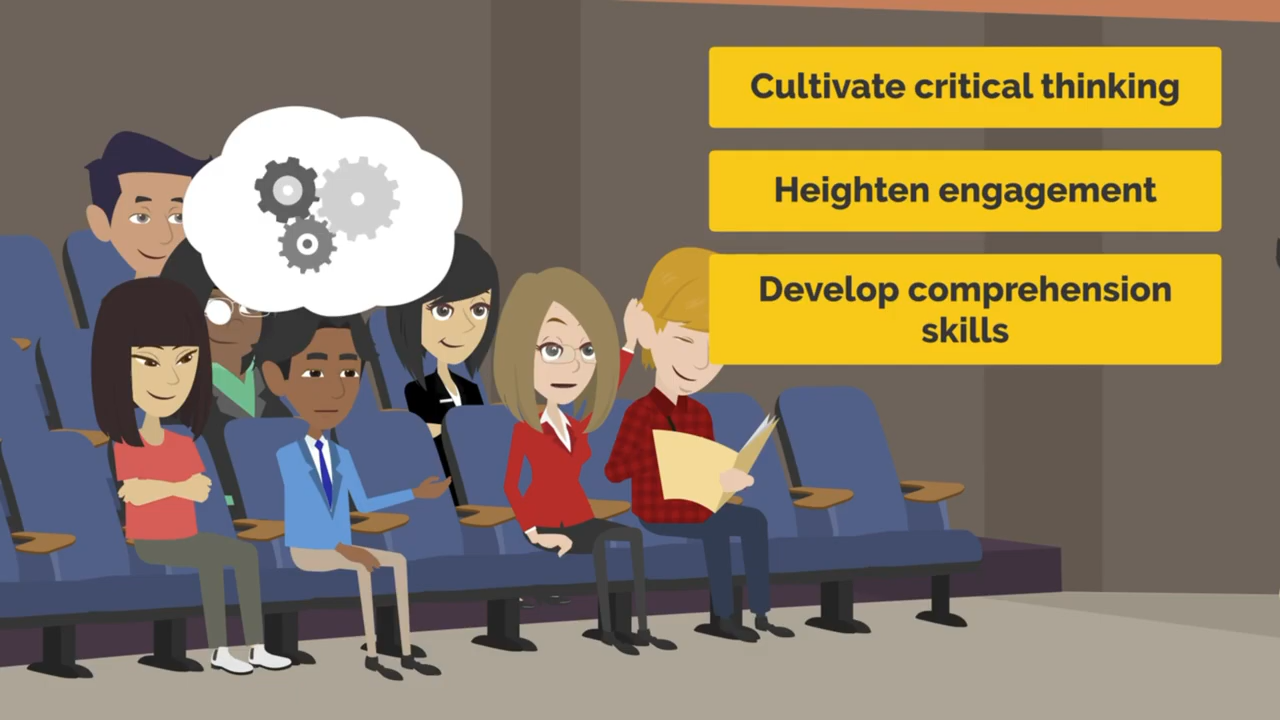 Cultivate critical thinking
Heighten engagement
Develop comprehension
skills